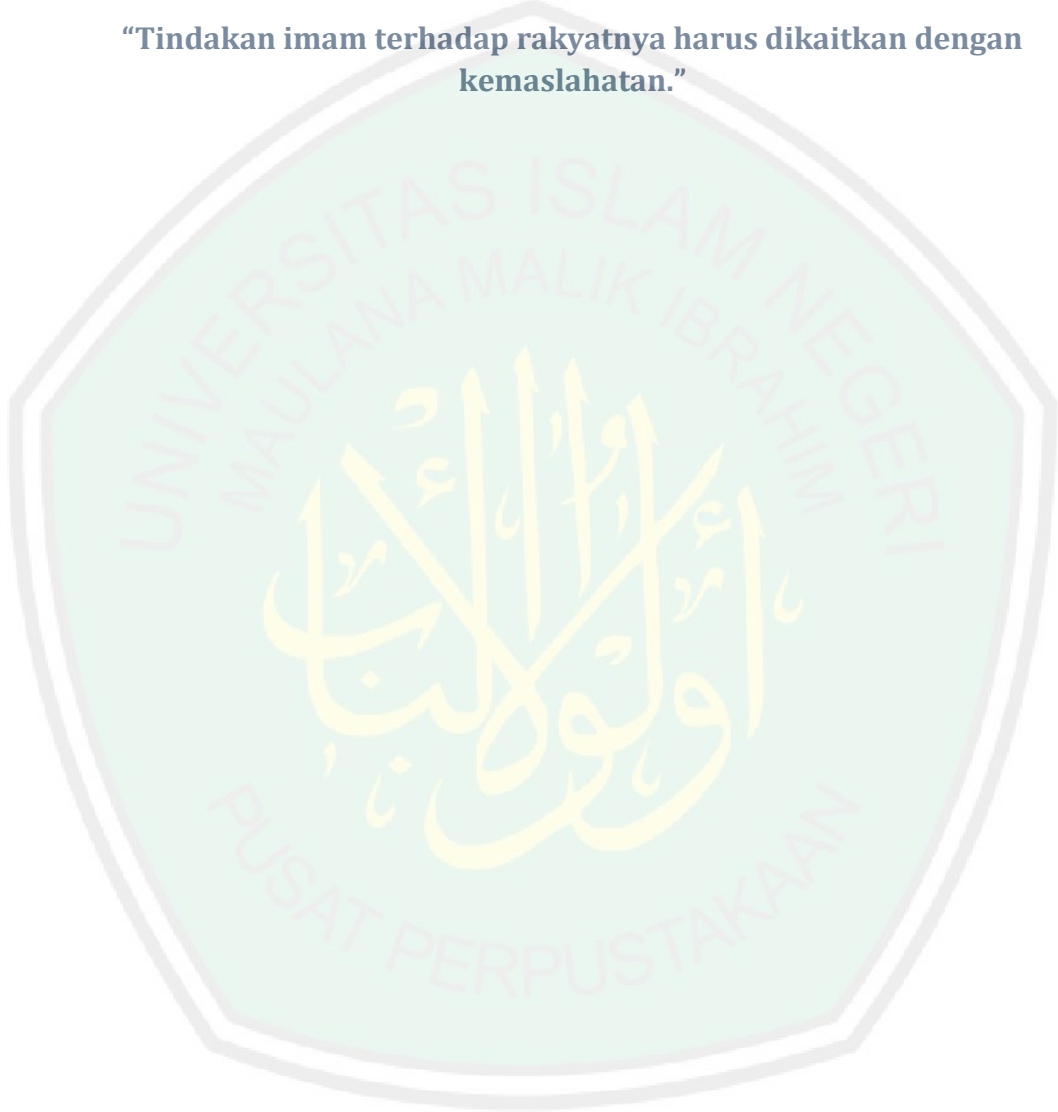 “Tindakan imam terhadap rakyatnya harus dikaitkan dengan
kemaslahatan.”
UNIVERSITAS ISLAM NEGERI
MAULANA MALIK IBRAHIM
أولوا الألباب
PUSAT PERPUSTAKAAN